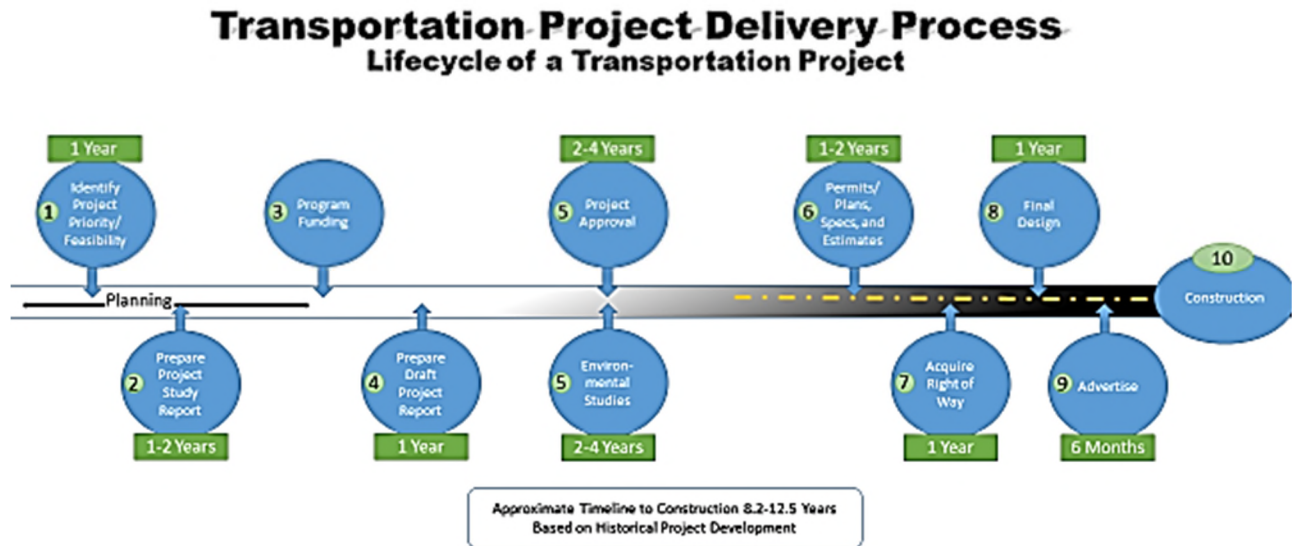 Transportation Project Delivery Process
Lifecycle of a Transportation Project
1 Year
1
Identify
Project
Priority/
Feasibility
Planning
2
Prepare
Project
Study
Report
1-2 Years
3
Program
Funding
4
Prepare
Draft
Project
Report
1 Year
2-4 Years
5
Project
Approval
5
Environ-
mental
Studies
2-4 Years
1-2 Years
6
Permits/
Plans,
Specs, and
Estimates
7
Acquire
Right of
Way
1 Year
1 Year
8
Final
Design
9
Advertise
6 Months
10
Construction
Approximate Timeline to Construction 8.2-12.5 Years
Based on Historical Project Development